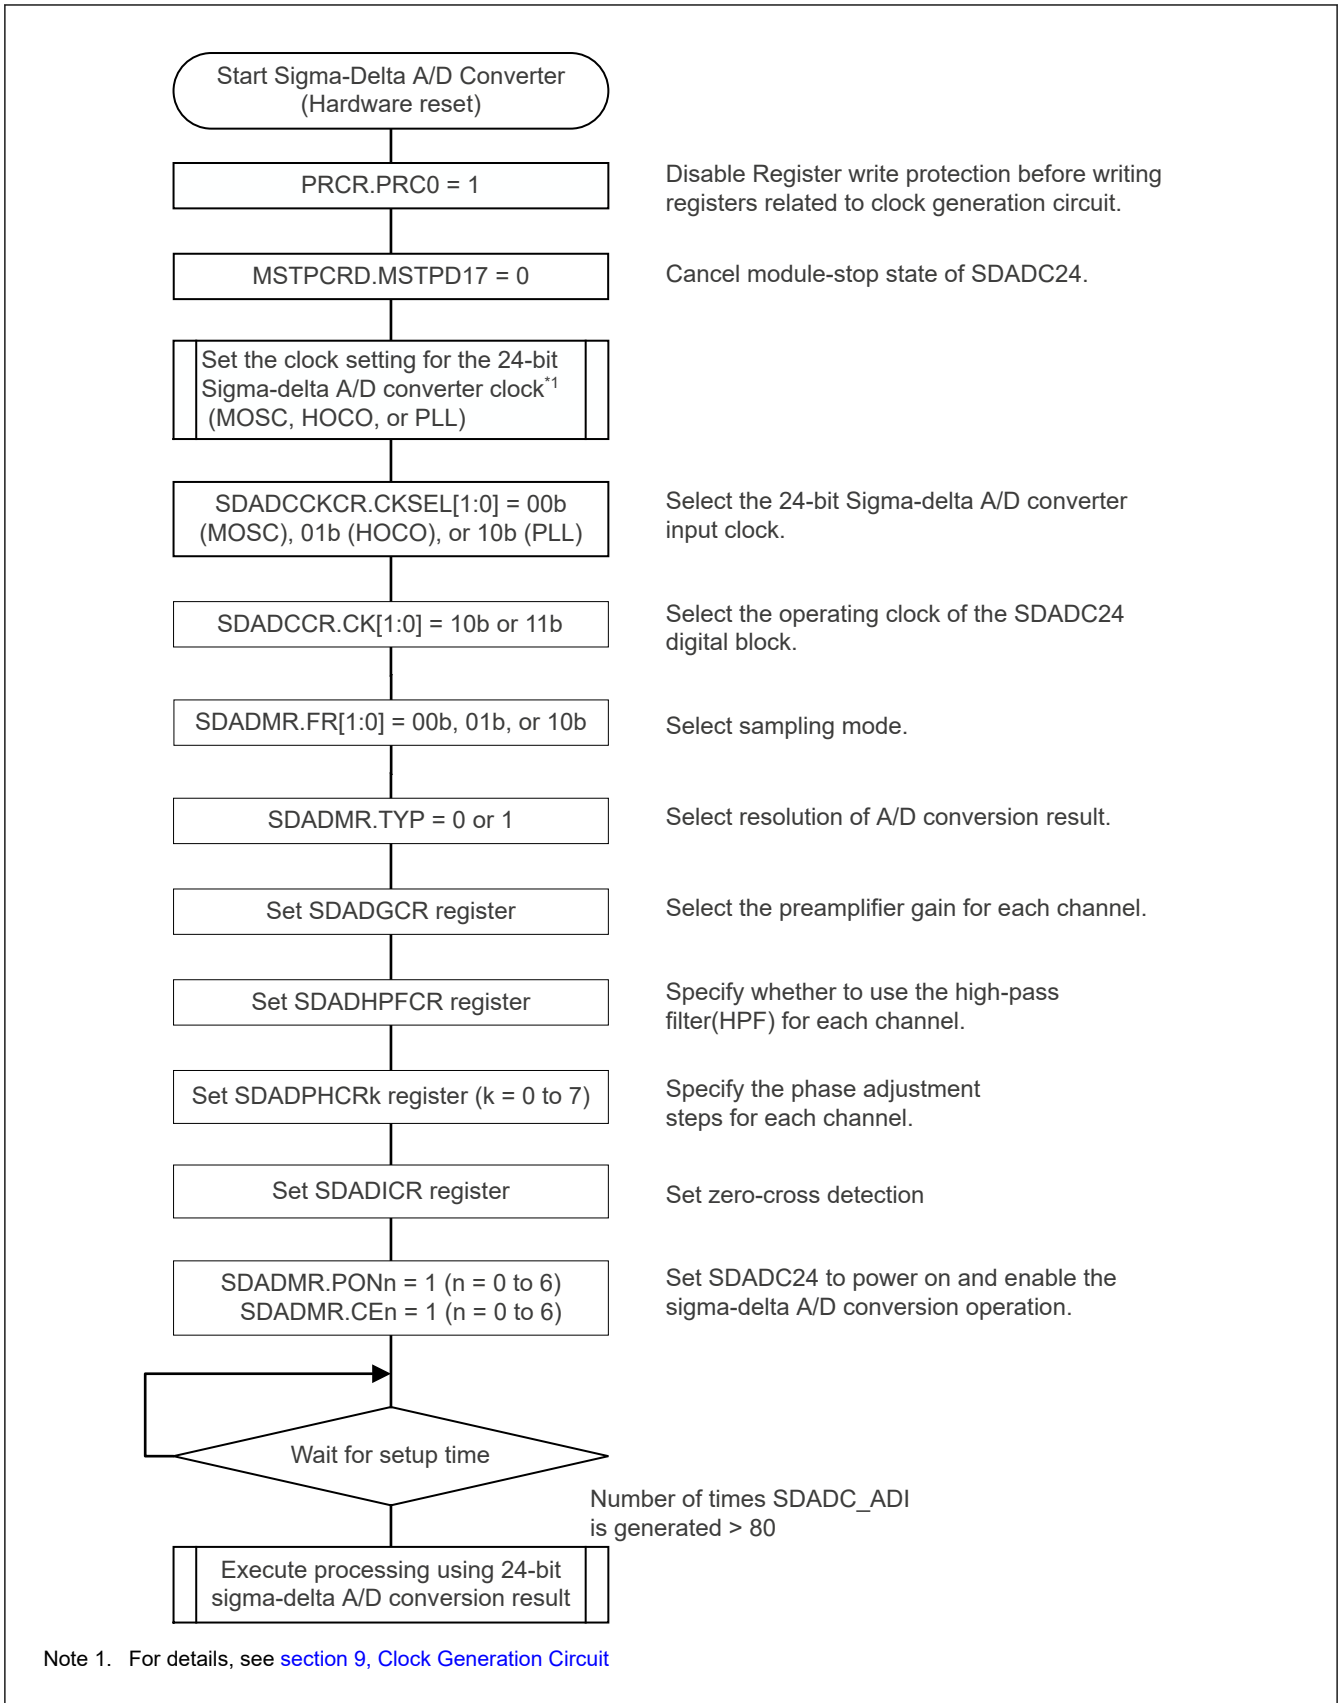 Start Sigma-Delta A/D Converter
(Hardware reset)
PRCR.PRC0 = 1
Disable Register write protection before writing
registers related to clock generation circuit.
MSTPCRD.MSTPD17 = 0
Cancel module-stop state of SDADC24.
Set the clock setting for the 24-bit
Sigma-delta A/D converter clock*1
(MOSC, HOCO, or PLL)
SDADCCKCR.CKSEL[1:0] = 00b
(MOSC), 01b (HOCO), or 10b (PLL)
Select the 24-bit Sigma-delta A/D converter
input clock.
SDADCCR.CK[1:0] = 10b or 11b
Select the operating clock of the SDADC24
digital block.
SDADMR.FR[1:0] = 00b, 01b, or 10b
Select sampling mode.
SDADMR.TYP = 0 or 1
Select resolution of A/D conversion result.
Set SDADGCR register
Select the preamplifier gain for each channel.
Set SDADHPFCR register
Specify whether to use the high-pass
filter(HPF) for each channel.
Set SDADPHCRk register (k = 0 to 7)
Specify the phase adjustment
steps for each channel.
Set SDADICR register
Set zero-cross detection
SDADMR.PONn = 1 (n = 0 to 6)
SDADMR.CEn = 1 (n = 0 to 6)
Set SDADC24 to power on and enable the
sigma-delta A/D conversion operation.
Wait for setup time
Number of times SDADC_ADI
is generated > 80
Execute processing using 24-bit
sigma-delta A/D conversion result
Note 1. For details, see section 9, Clock Generation Circuit